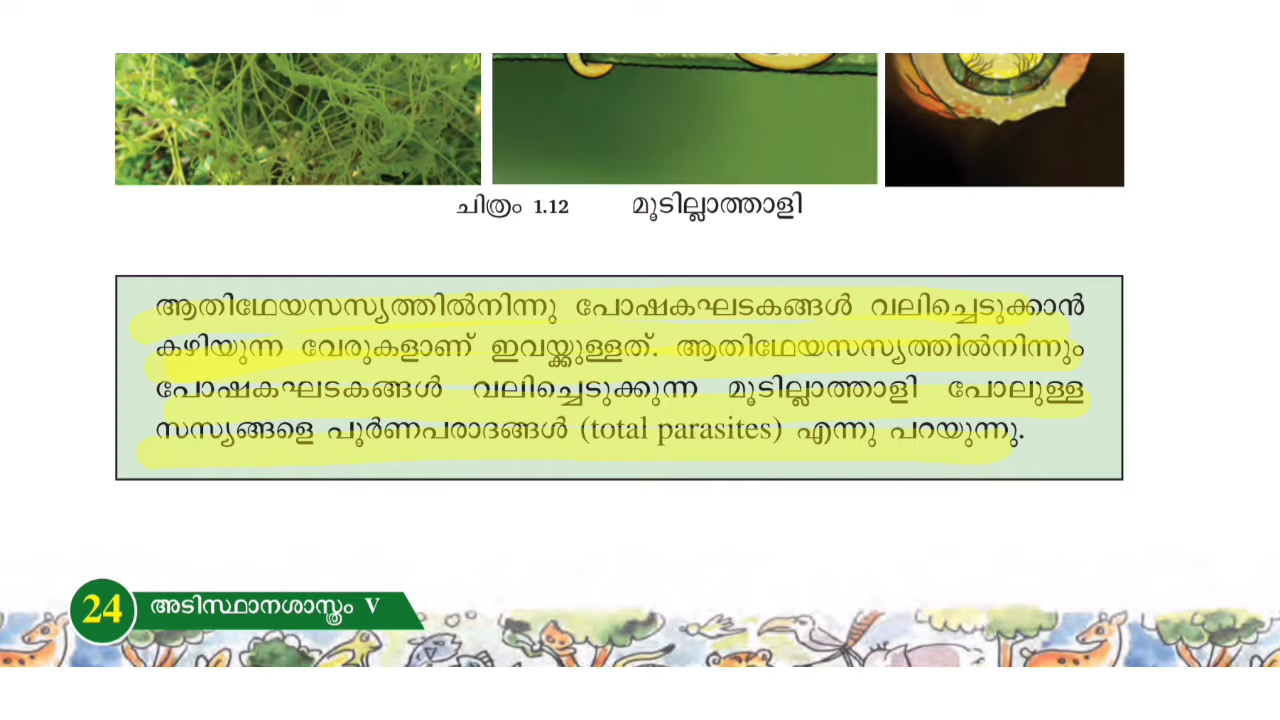 ചിത്രം 1.12 മൂടില്ലാത്താളി
ആതിഥേയസസ്യത്തിൽനിന്നു പോഷകഘടകങ്ങൾ വലിച്ചെടുക്കാൻ
കഴിയുന്ന വേരുകളാണ് ഇവയ്ക്കുള്ളത്. ആതിഥേയസസ്യത്തിൽനിന്നും
പോഷകഘടകങ്ങൾ വലിച്ചെടുക്കുന്ന മൂടില്ലാത്താളി പോലുള്ള
സസ്യങ്ങളെ പൂർണപരാദങ്ങൾ (total parasites) എന്നു പറയുന്നു.
24 അടിസ്ഥാനശാസ്ത്രം V